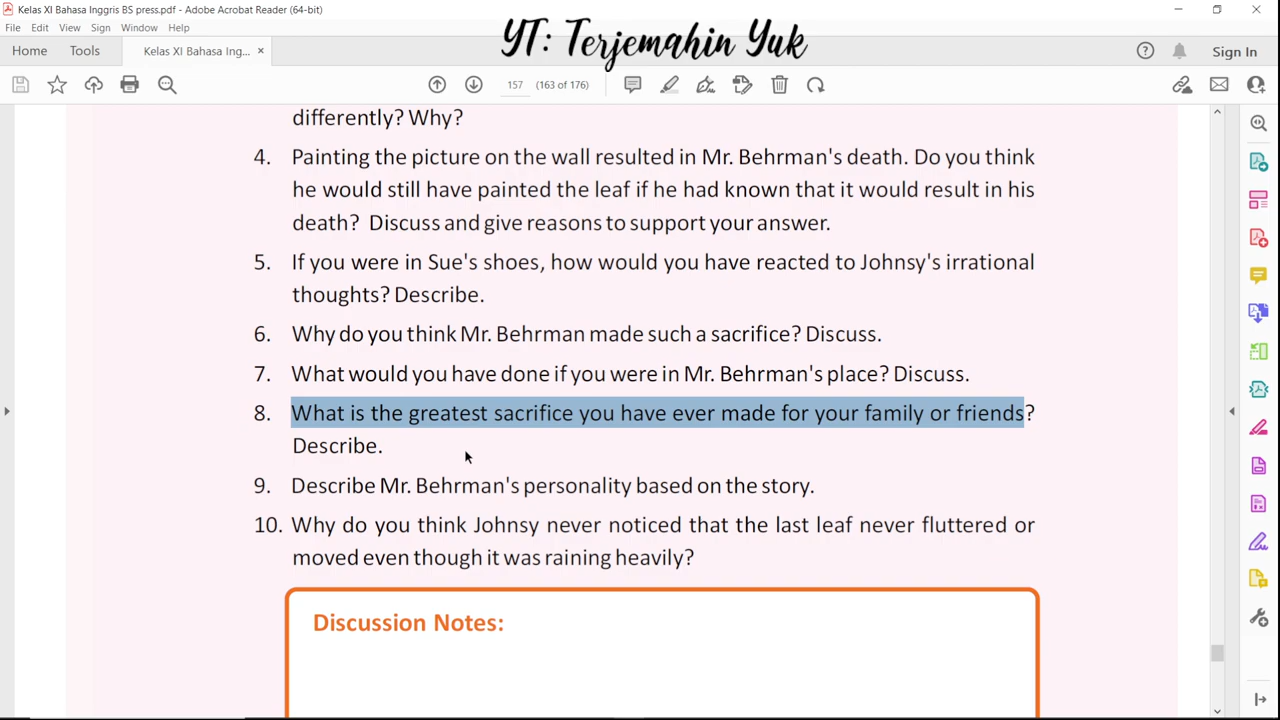 Kelas XI Bahasa Inggris BS press.pdf - Adobe Acrobat Reader (64-bit)
File Edit View Sign Window Help
YT: Terjemahin Yuk
Home Tools Kelas XI Bahasa Ing... × Sign In
157 (163 of 176)
differently? Why?
4. Painting the picture on the wall resulted in Mr. Behrman's death. Do you think
he would still have painted the leaf if he had known that it would result in his
death? Discuss and give reasons to support your answer.
5. If you were in Sue's shoes, how would you have reacted to Johnsy's irrational
thoughts? Describe.
6. Why do you think Mr. Behrman made such a sacrifice? Discuss.
7. What would you have done if you were in Mr. Behrman's place? Discuss.
8. What is the greatest sacrifice you have ever made for your family or friends?
Describe.
9. Describe Mr. Behrman's personality based on the story.
10. Why do you think Johnsy never noticed that the last leaf never fluttered or
moved even though it was raining heavily?
Discussion Notes: